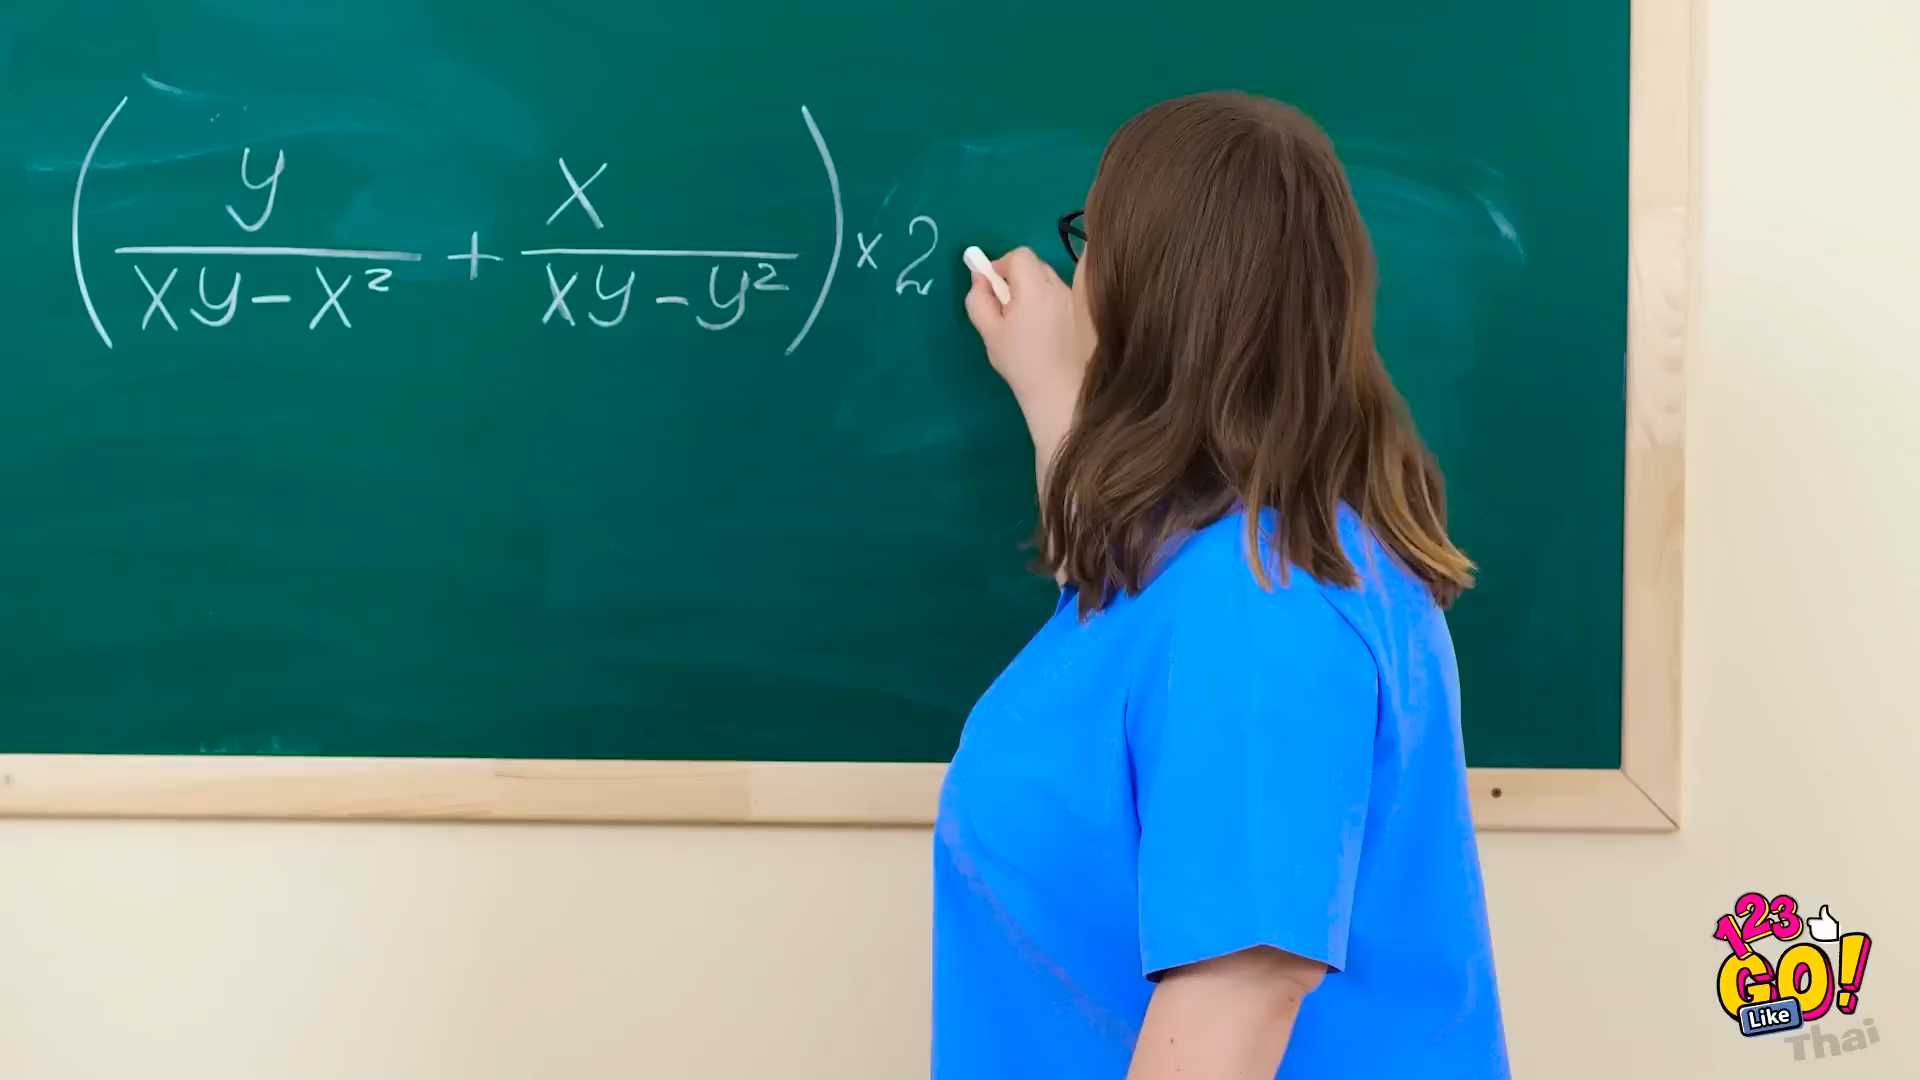 ( y / (xy - x²) + x / (xy - y²) ) × 2
123
GO!
Like
Thai